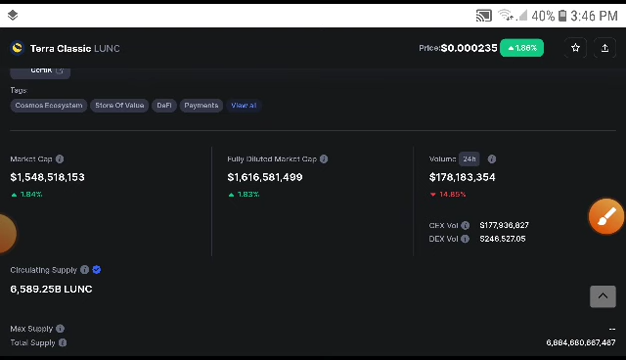 40% 3:46 PM
Terra Classic LUNC Price:$0.000235 ▲ 1.86%
CertiK
Tags
Cosmos Ecosystem Store Of Value DeFi Payments View all
Market Cap Fully Diluted Market Cap Volume 24h
$1,548,518,153 $1,616,581,499 $178,183,354
▲ 1.84% ▲ 1.83% ▼ 14.85%
CEX Vol $177,936,827
DEX Vol $246,527.05
Circulating Supply
6,589.25B LUNC
Max Supply --
Total Supply 6,884,680,867,467